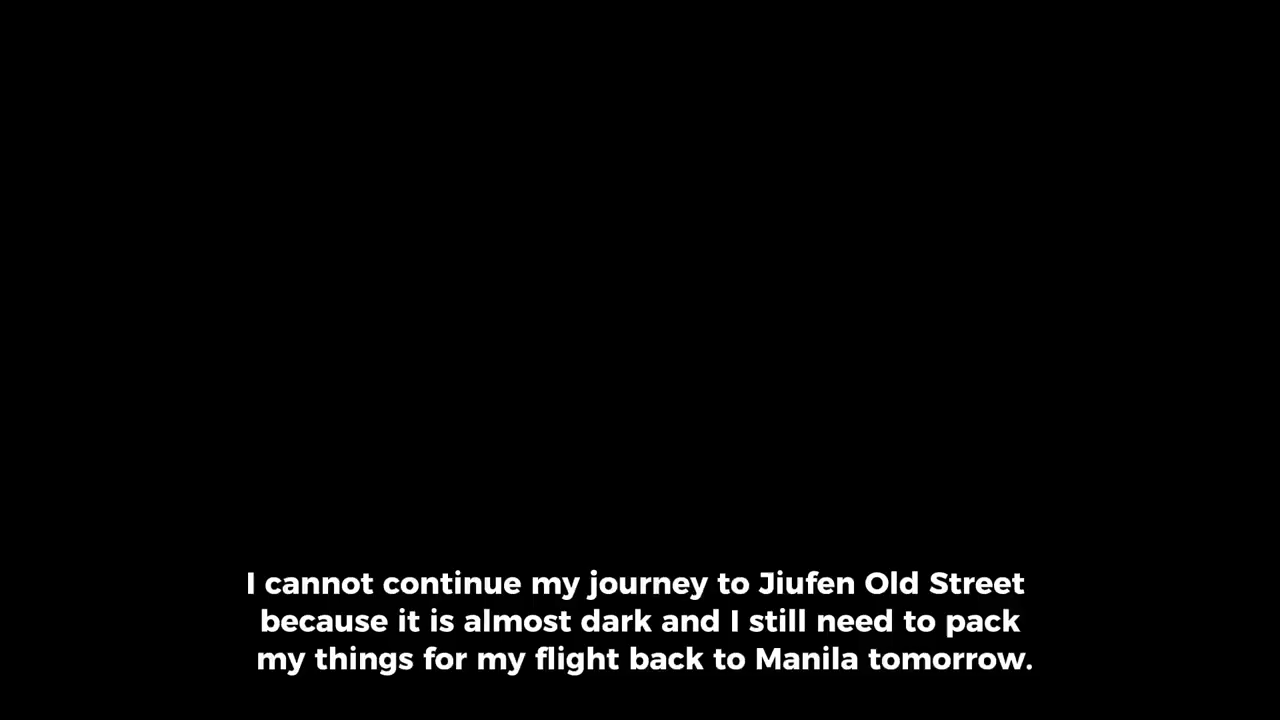 I cannot continue my journey to Jiufen Old Street
because it is almost dark and I still need to pack
my things for my flight back to Manila tomorrow.